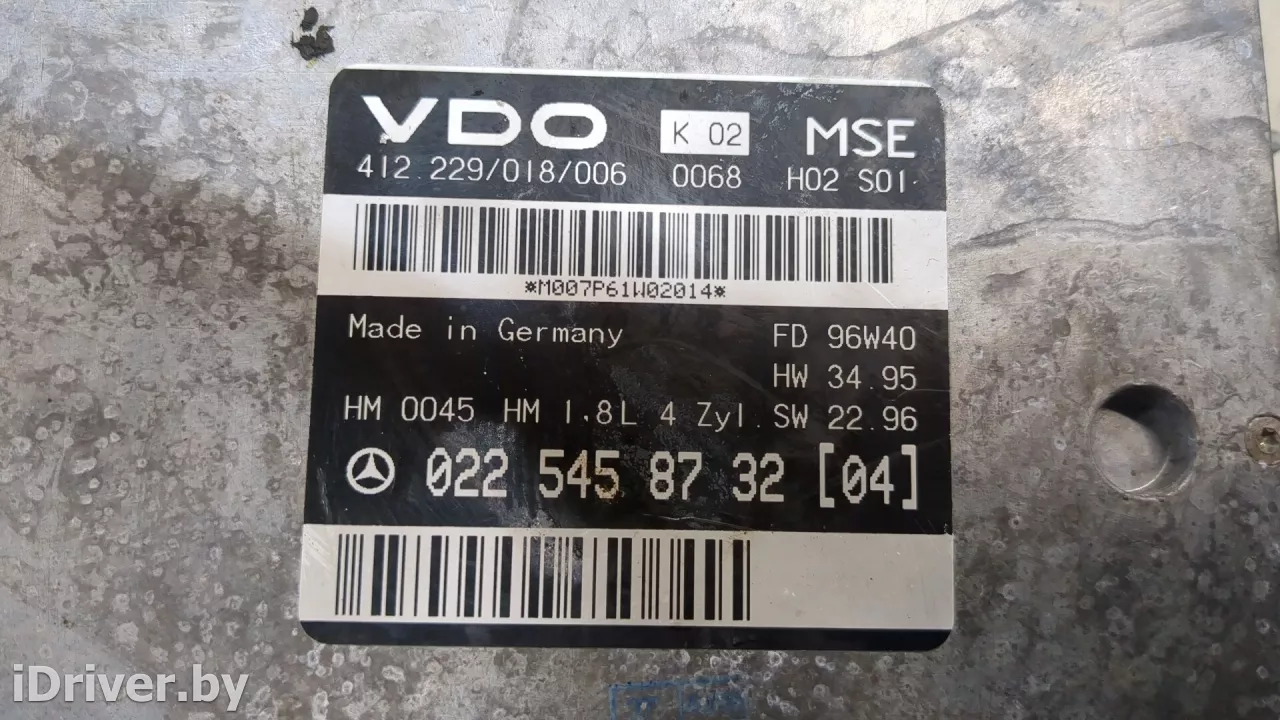 VDO K 02 MSE
412.229/018/006 0068 H02 S01
*M007P61W02014*
Made in Germany FD 96W40
HW 34.95
HM 0045 HM 1.8L 4 Zyl. SW 22.96
022 545 87 32 [04]
iDriver.by